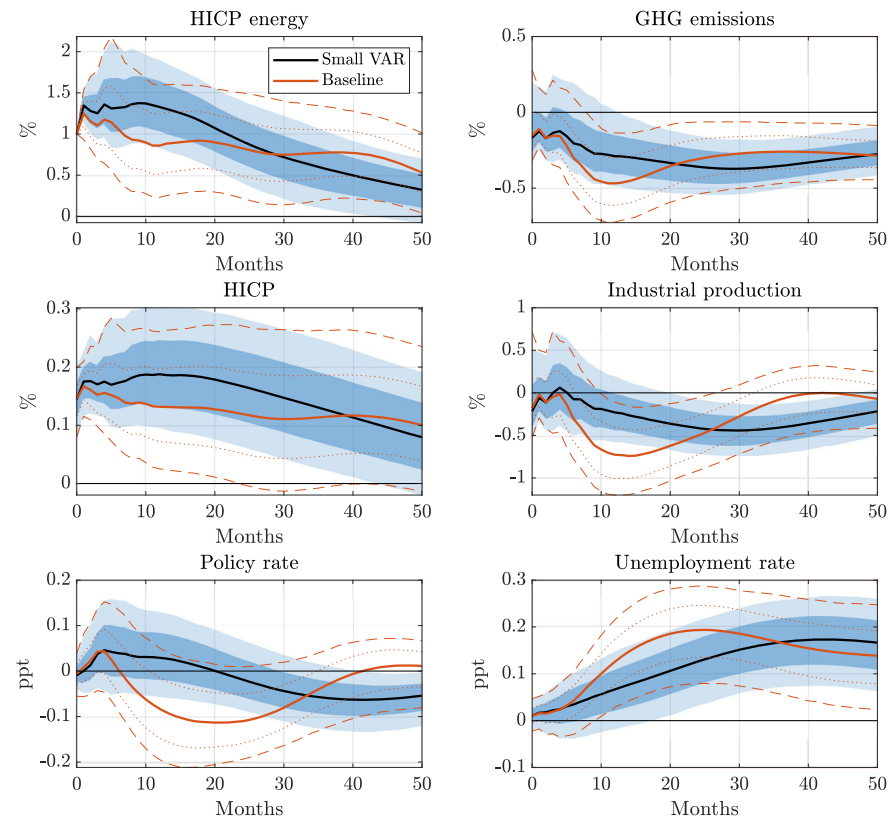 HICP energy
2
1.5
1
0.5
0
%
Small VAR
Baseline
0 10 20 30 40 50
Months
GHG emissions
0.5
0
-0.5
%
0 10 20 30 40 50
Months
HICP
0.3
0.2
0.1
0
%
0 10 20 30 40 50
Months
Industrial production
1
0.5
0
-0.5
-1
%
0 10 20 30 40 50
Months
Policy rate
0.2
0.1
0
-0.1
-0.2
ppt
0 10 20 30 40 50
Months
Unemployment rate
0.3
0.2
0.1
0
-0.1
ppt
0 10 20 30 40 50
Months